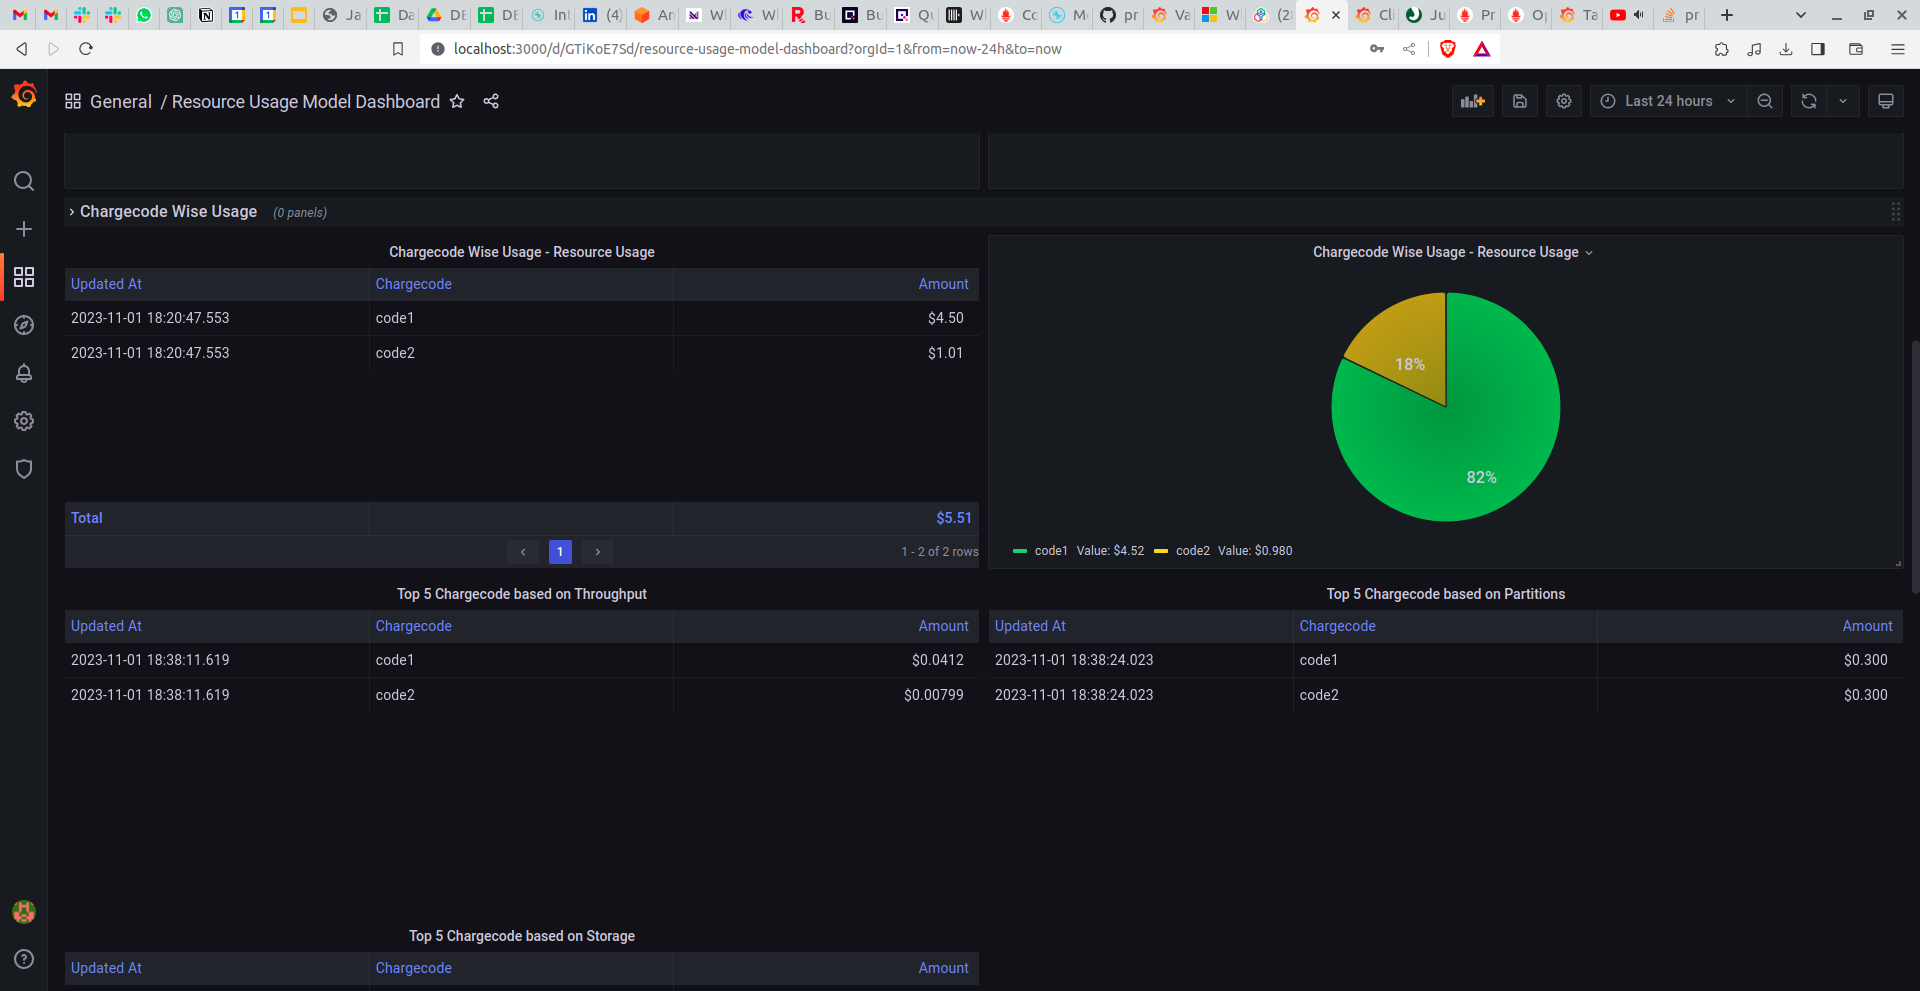 Ja
Da
DE
DE
In
(4)
An
W
W
Bu
Bu
Qu
W
Co
Mo
pr
Va
W
(2
Cli
Ju
Pr
Op
Ta
pr
localhost:3000/d/GTiKoE7Sd/resource-usage-model-dashboard?orgId=1&from=now-24h&to=now
General / Resource Usage Model Dashboard
Last 24 hours
Chargecode Wise Usage (0 panels)
Chargecode Wise Usage - Resource Usage
Updated At Chargecode Amount
2023-11-01 18:20:47.553 code1 $4.50
2023-11-01 18:20:47.553 code2 $1.01
Total $5.51
1
1 - 2 of 2 rows
Chargecode Wise Usage - Resource Usage
18%
82%
code1 Value: $4.52 code2 Value: $0.980
Top 5 Chargecode based on Throughput
Updated At Chargecode Amount
2023-11-01 18:38:11.619 code1 $0.0412
2023-11-01 18:38:11.619 code2 $0.00799
Top 5 Chargecode based on Partitions
Updated At Chargecode Amount
2023-11-01 18:38:24.023 code1 $0.300
2023-11-01 18:38:24.023 code2 $0.300
Top 5 Chargecode based on Storage
Updated At Chargecode Amount